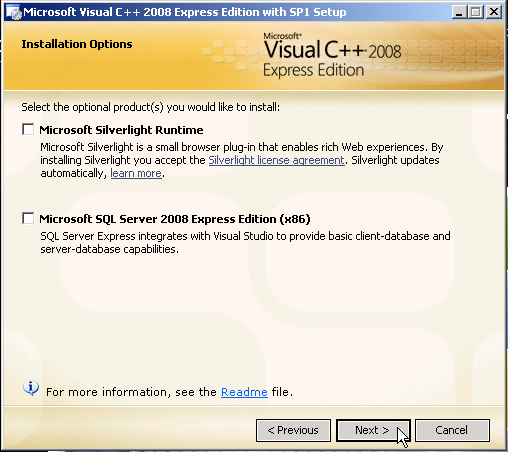 Microsoft Visual C++ 2008 Express Edition with SP1 Setup
Installation Options
Microsoft®
Visual C++ 2008
Express Edition
Select the optional product(s) you would like to install:
Microsoft Silverlight Runtime
Microsoft Silverlight is a small browser plug-in that enables rich Web experiences. By
installing Silverlight you accept the Silverlight license agreement. Silverlight updates
automatically, learn more.
Microsoft SQL Server 2008 Express Edition (x86)
SQL Server Express integrates with Visual Studio to provide basic client-database and
server-database capabilities.
For more information, see the Readme file.
< Previous
Next >
Cancel